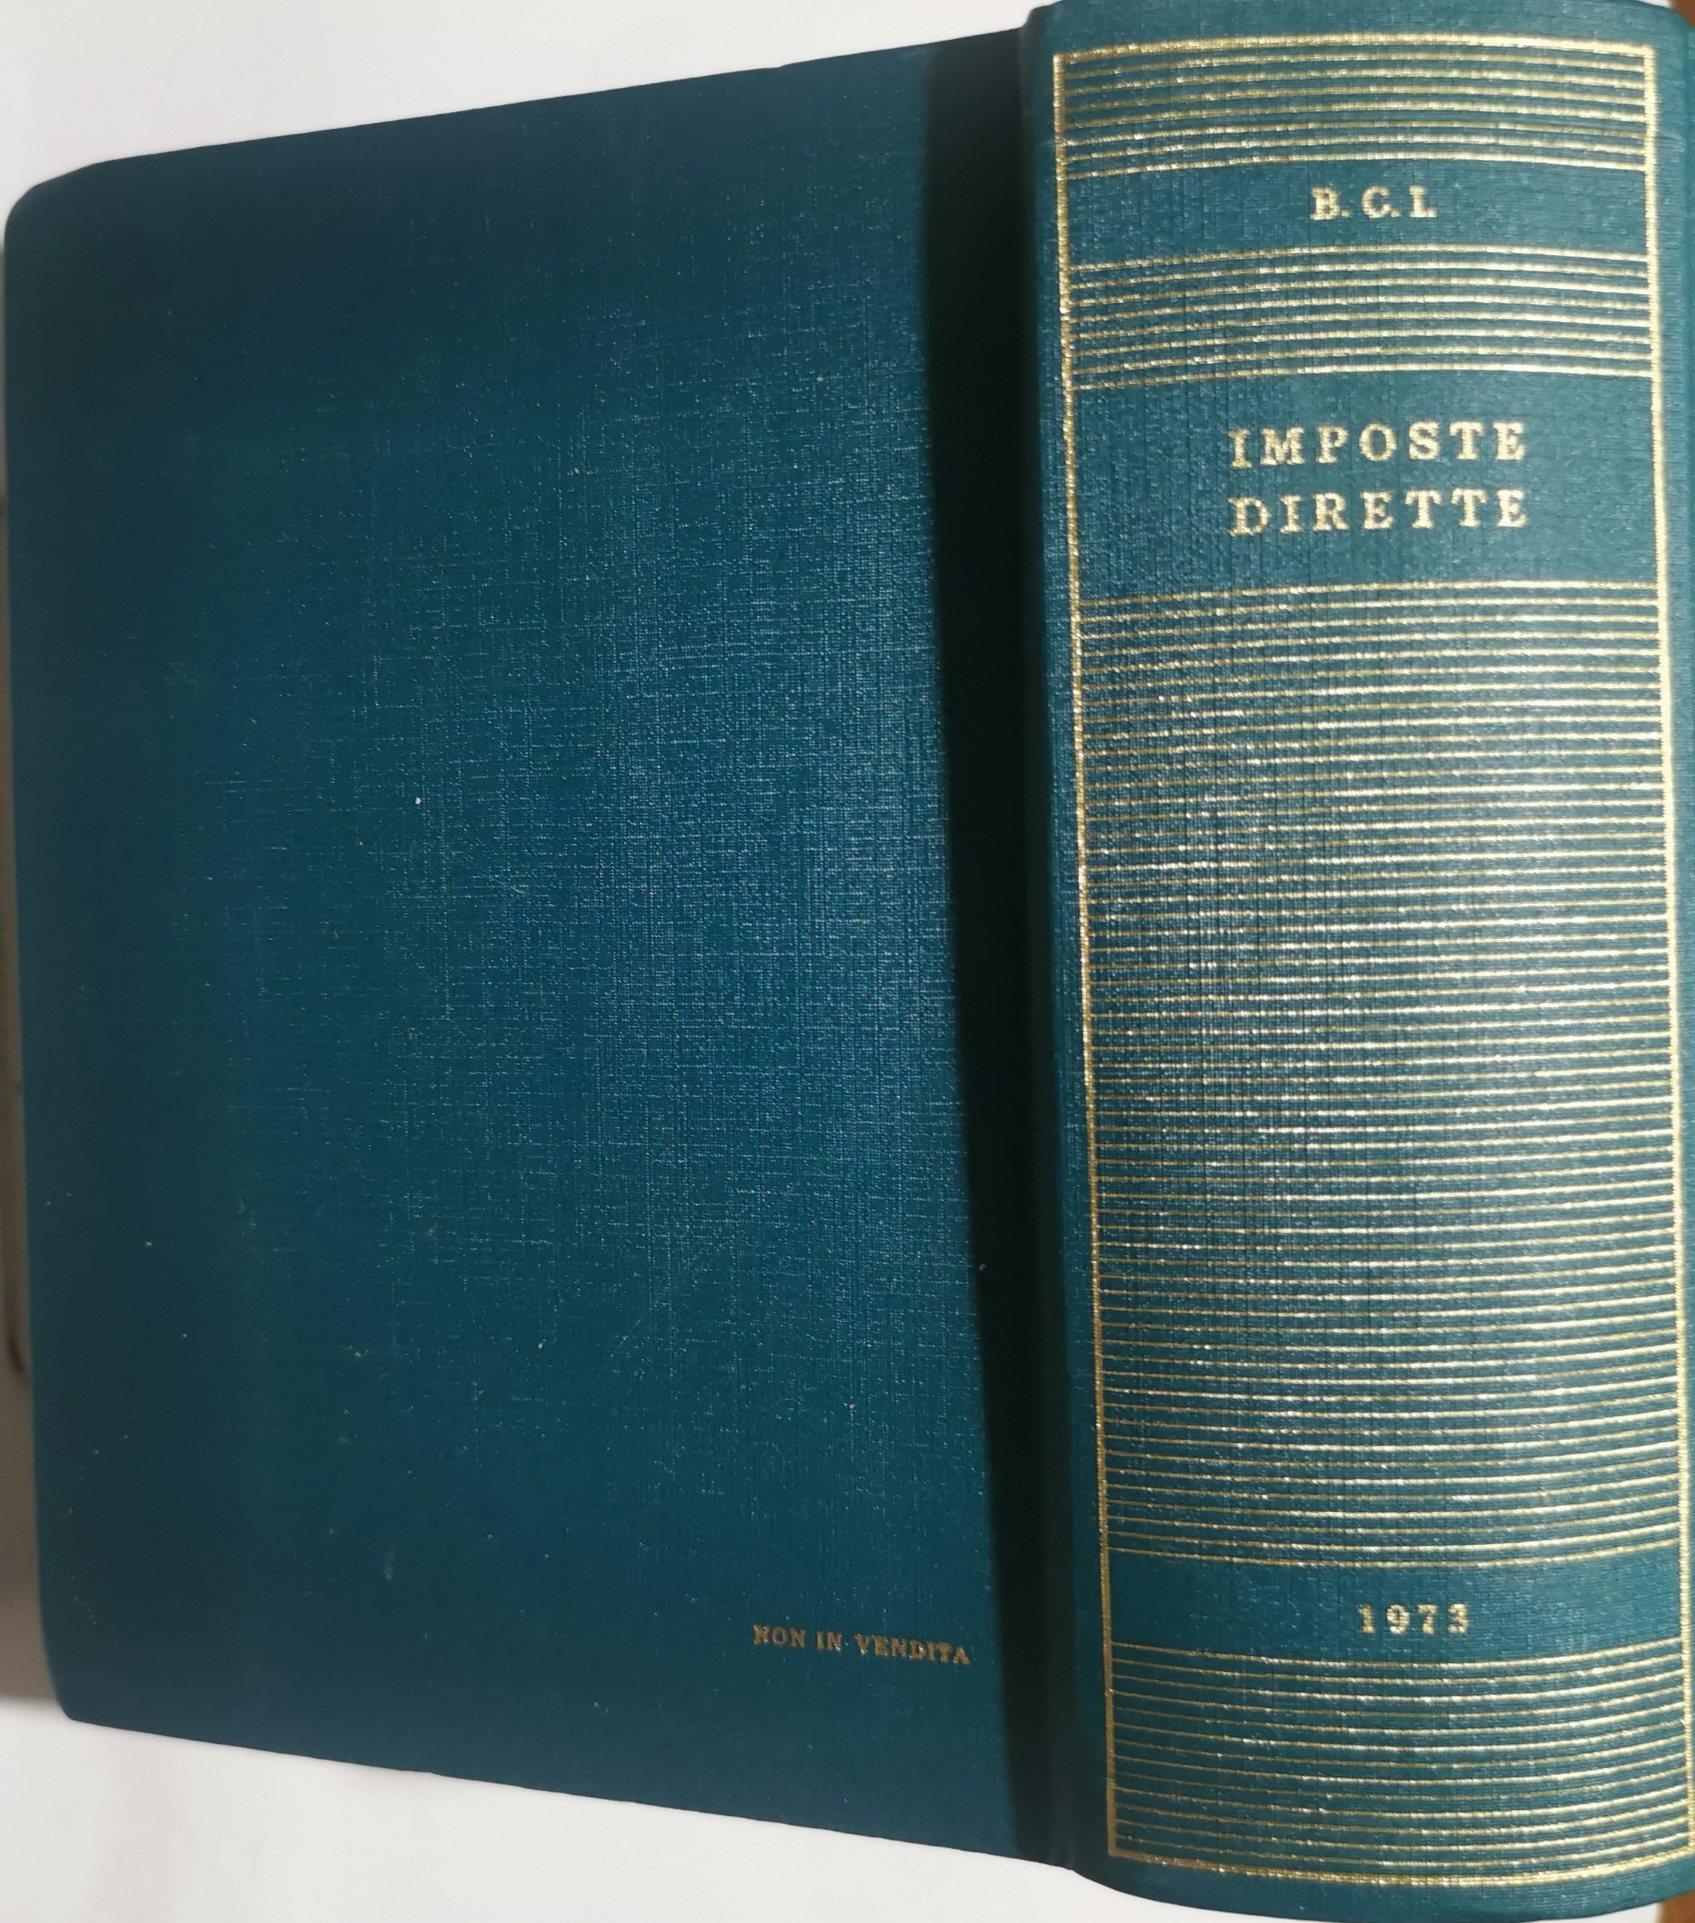 B. C. I.
IMPOSTE
DIRETTE
1973
NON IN VENDITA